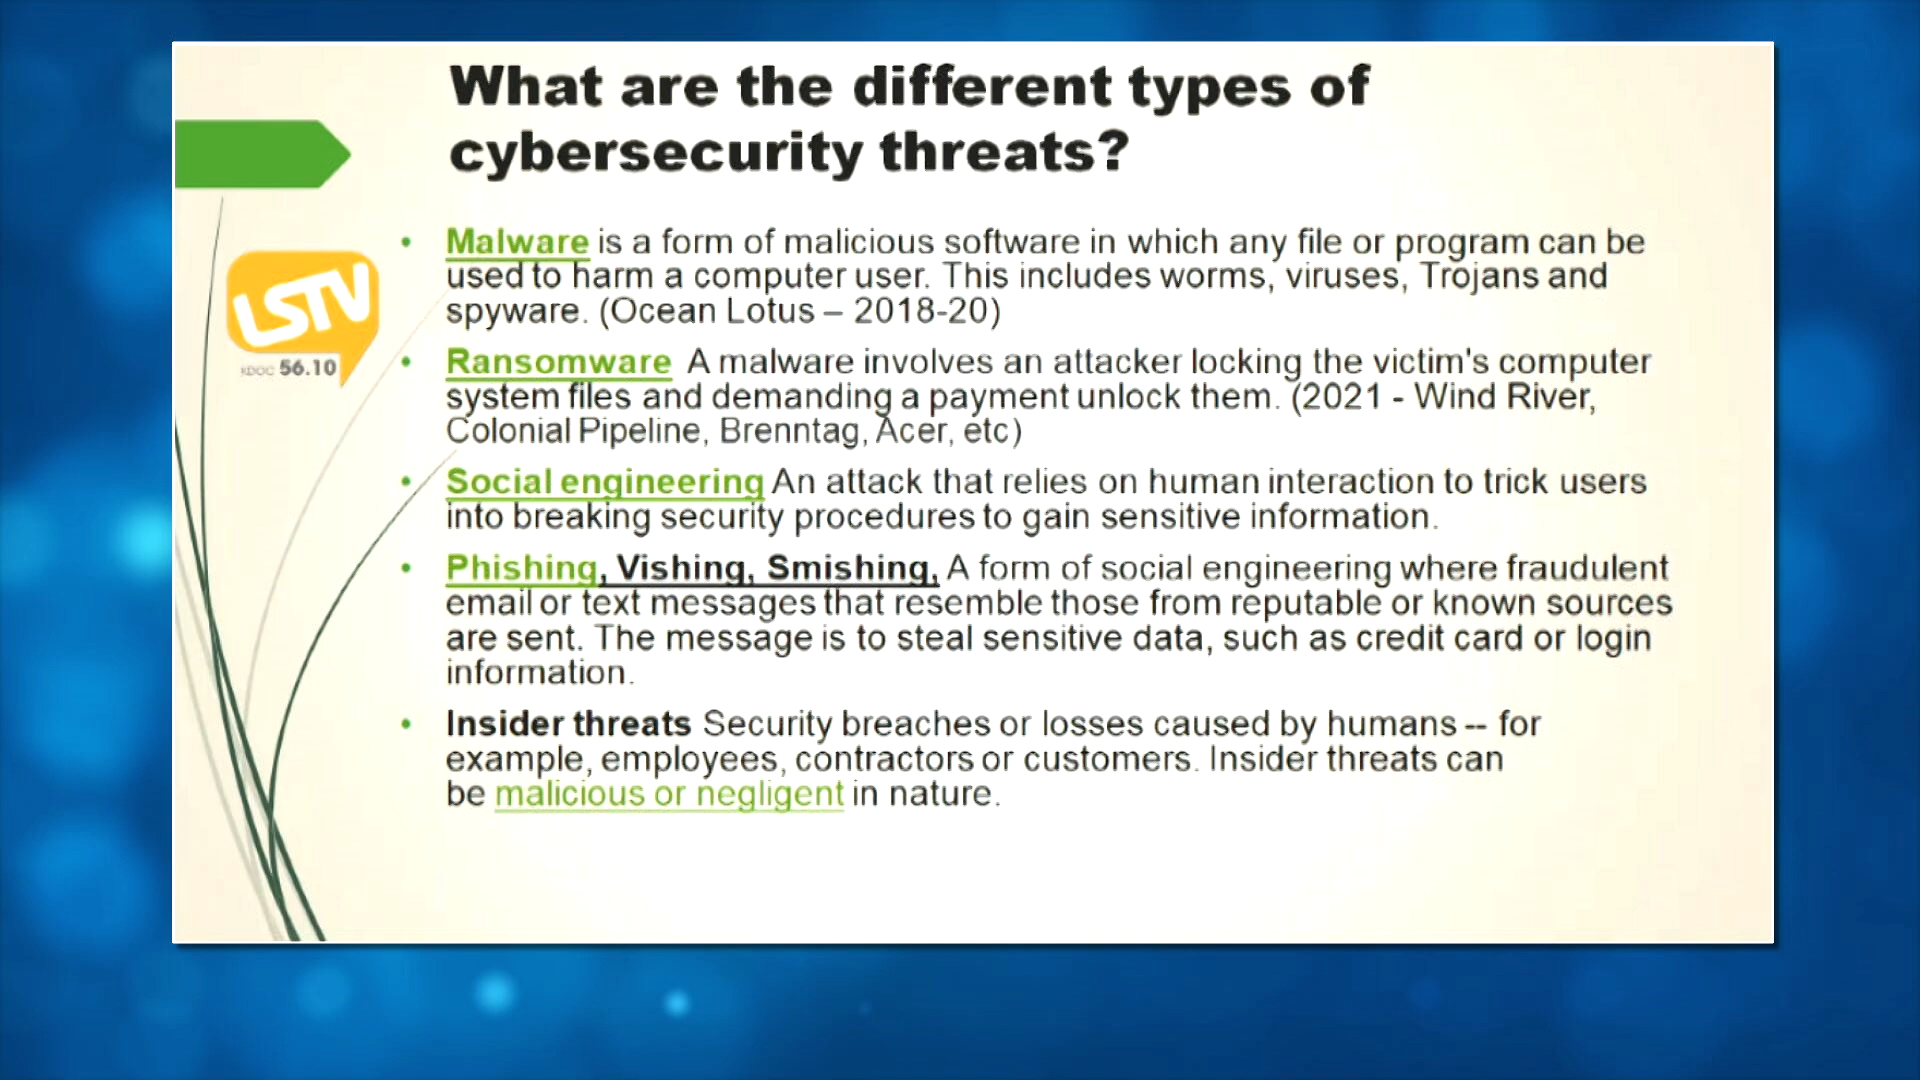 What are the different types of
cybersecurity threats?
• Malware is a form of malicious software in which any file or program can be
used to harm a computer user. This includes worms, viruses, Trojans and
spyware. (Ocean Lotus – 2018-20)
• Ransomware A malware involves an attacker locking the victim's computer
system files and demanding a payment unlock them. (2021 - Wind River,
Colonial Pipeline, Brenntag, Acer, etc)
• Social engineering An attack that relies on human interaction to trick users
into breaking security procedures to gain sensitive information.
• Phishing, Vishing, Smishing, A form of social engineering where fraudulent
email or text messages that resemble those from reputable or known sources
are sent. The message is to steal sensitive data, such as credit card or login
information.
• Insider threats Security breaches or losses caused by humans -- for
example, employees, contractors or customers. Insider threats can
be malicious or negligent in nature.
LSTV
KDOC 56.10